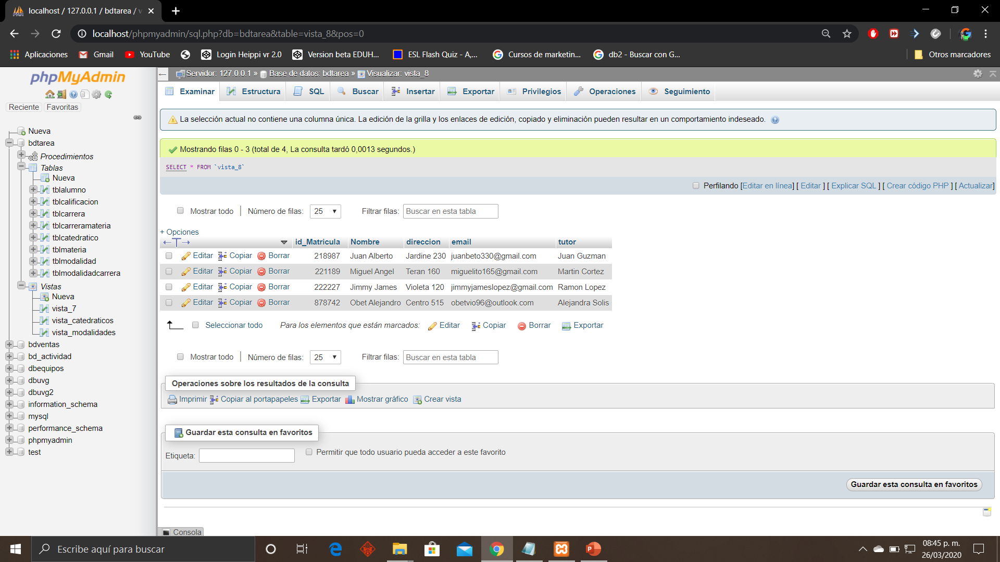 localhost / 127.0.0.1 / bdtarea / v
localhost/phpmyadmin/sql.php?db=bdtarea&table=vista_8&pos=0
Aplicaciones Gmail YouTube Login Heippi vr 2.0 Version beta EDUH... ESL Flash Quiz - A,... Cursos de marketin... db2 - Buscar con G... Otros marcadores
phpMyAdmin
Reciente Favoritas
Nueva
bdtarea
Procedimientos
Tablas
Nueva
tblalumno
tblcalificacion
tblcarrera
tblcarreramateria
tblcatedratico
tblmateria
tblmodalidad
tblmodalidadcarrera
Vistas
Nueva
vista_7
vista_catedraticos
vista_modalidades
bdventas
bd_actividad
dbequipos
dbuvg
dbuvg2
information_schema
mysql
performance_schema
phpmyadmin
test
Servidor: 127.0.0.1 » Base de datos: bdtarea » Visualizar: vista_8
Examinar Estructura SQL Buscar Insertar Exportar Privilegios Operaciones Seguimiento
La selección actual no contiene una columna única. La edición de la grilla y los enlaces de edición, copiado y eliminación pueden resultar en un comportamiento indeseado.
Mostrando filas 0 - 3 (total de 4, La consulta tardó 0,0013 segundos.)
SELECT * FROM `vista_8`
Perfilando [Editar en línea] [ Editar ] [ Explicar SQL ] [ Crear código PHP ] [ Actualizar]
Mostrar todo Número de filas: 25 Filtrar filas: Buscar en esta tabla
+ Opciones
←T→ id_Matricula Nombre direccion email tutor
Editar Copiar Borrar 218987 Juan Alberto Jardine 230 juanbeto330@gmail.com Juan Guzman
Editar Copiar Borrar 221189 Miguel Angel Teran 160 miguelito165@gmail.com Martin Cortez
Editar Copiar Borrar 222227 Jimmy James Violeta 120 jimmyjameslopez@gmail.com Ramon Lopez
Editar Copiar Borrar 878742 Obet Alejandro Centro 515 obetvio96@outlook.com Alejandra Solis
Seleccionar todo Para los elementos que están marcados: Editar Copiar Borrar Exportar
Mostrar todo Número de filas: 25 Filtrar filas: Buscar en esta tabla
Operaciones sobre los resultados de la consulta
Imprimir Copiar al portapapeles Exportar Mostrar gráfico Crear vista
Guardar esta consulta en favoritos
Etiqueta: Permitir que todo usuario pueda acceder a este favorito
Guardar esta consulta en favoritos
Consola
Escribe aquí para buscar
08:45 p. m.
26/03/2020